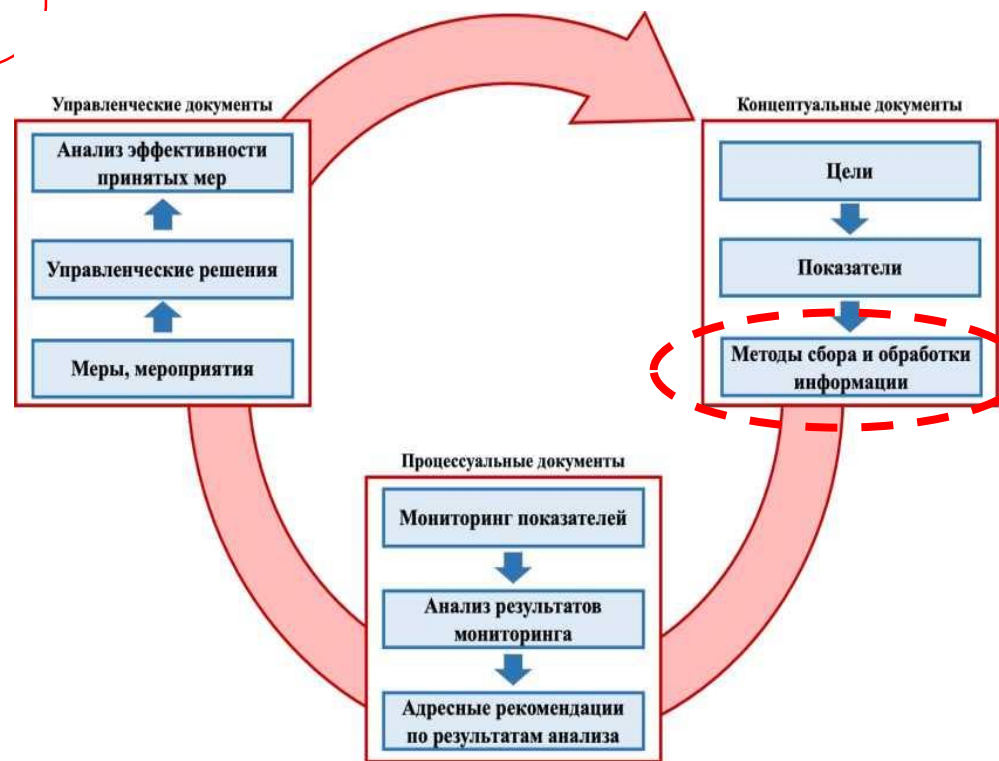 Управленческие документы
Анализ эффективности
принятых мер
Управленческие решения
Меры, мероприятия
Концептуальные документы
Цели
Показатели
Методы сбора и обработки
информации
Процессуальные документы
Мониторинг показателей
Анализ результатов
мониторинга
Адресные рекомендации
по результатам анализа